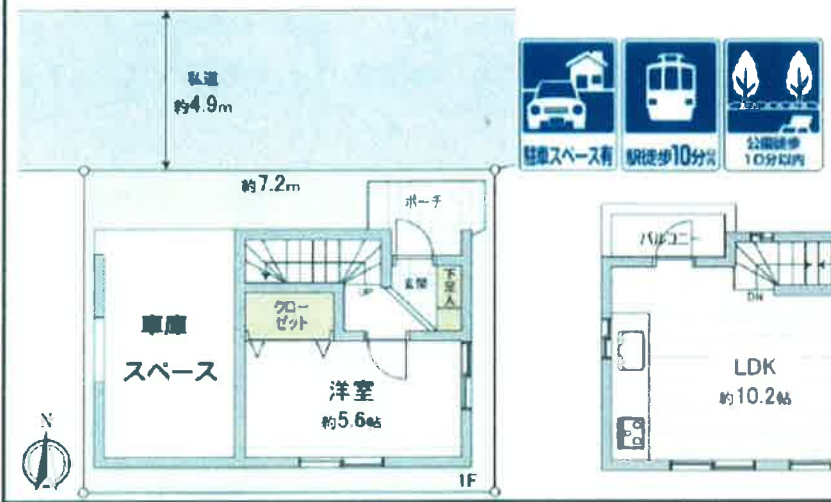 私道
約4.9m
駐車スペース有
駅徒歩10分以内
公園徒歩
10分以内
約7.2m
ポーチ
バルコニー
玄関
下足入
UP
DN
クロー
ゼット
車庫
スペース
洋室
約5.6帖
LDK
約10.2帖
N
1F